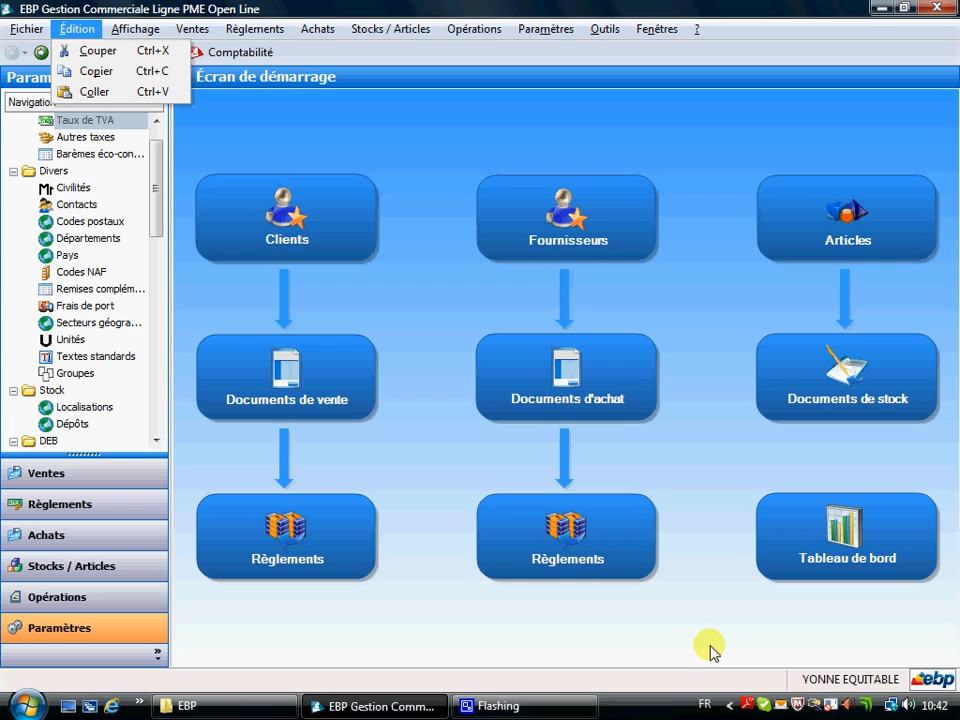 EBP Gestion Commerciale Ligne PME Open Line
Fichier Édition Affichage Ventes Règlements Achats Stocks / Articles Opérations Paramètres Outils Fenêtres ?
Couper Ctrl+X
Copier Ctrl+C
Coller Ctrl+V
Comptabilité
Param
Écran de démarrage
Navigation
Taux de TVA
Autres taxes
Barèmes éco-con...
Divers
Civilités
Contacts
Codes postaux
Départements
Pays
Codes NAF
Remises complém...
Frais de port
Secteurs géogra...
Unités
Textes standards
Groupes
Stock
Localisations
Dépôts
DEB
Ventes
Règlements
Achats
Stocks / Articles
Opérations
Paramètres
Clients
Fournisseurs
Articles
Documents de vente
Documents d'achat
Documents de stock
Règlements
Règlements
Tableau de bord
YONNE EQUITABLE
ebp
EBP
EBP Gestion Comm...
Flashing
FR
10:42